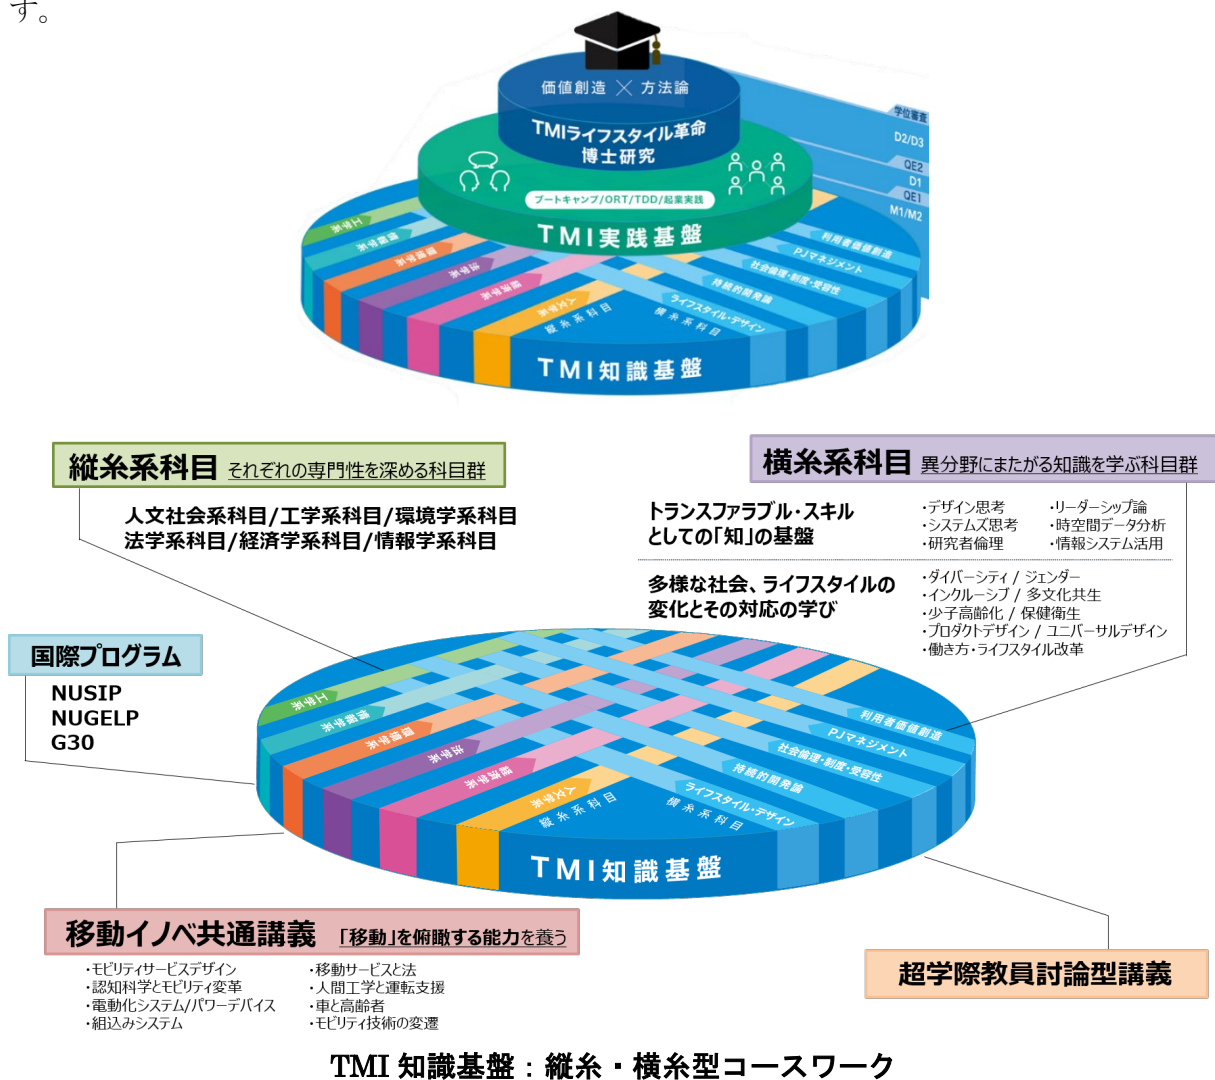 す。
価値創造 × 方法論
TMIライフスタイル革命
博士研究
ブートキャンプ/ORT/TDD/起業実践
TMI実践基盤
学位審査
D2/D3
QE2
D1
QE1
M1/M2
工学系
情報学系
環境学系
法学系
経済学系
人文学系
縦糸系科目
横糸系科目
利用者価値創造
PJマネジメント
社会倫理・制度・受容性
持続的開発論
ライフスタイル・デザイン
TMI知識基盤
縦糸系科目 それぞれの専門性を深める科目群
人文社会系科目/工学系科目/環境学系科目
法学系科目/経済学系科目/情報学系科目
横糸系科目 異分野にまたがる知識を学ぶ科目群
トランスファラブル・スキル
としての「知」の基盤
・デザイン思考
・システムズ思考
・研究者倫理
・リーダーシップ論
・時空間データ分析
・情報システム活用
多様な社会、ライフスタイルの
変化とその対応の学び
・ダイバーシティ / ジェンダー
・インクルーシブ / 多文化共生
・少子高齢化 / 保健衛生
・プロダクトデザイン / ユニバーサルデザイン
・働き方・ライフスタイル改革
国際プログラム
NUSIP
NUGELP
G30
工学系
情報学系
環境学系
法学系
経済学系
人文学系
縦糸系科目
横糸系科目
利用者価値創造
PJマネジメント
社会倫理・制度・受容性
持続的開発論
ライフスタイル・デザイン
TMI知識基盤
移動イノベ共通講義 「移動」を俯瞰する能力を養う
・モビリティサービスデザイン
・認知科学とモビリティ変革
・電動化システム/パワーデバイス
・組込みシステム
・移動サービスと法
・人間工学と運転支援
・車と高齢者
・モビリティ技術の変遷
超学際教員討論型講義
TMI 知識基盤：縦糸・横糸型コースワーク